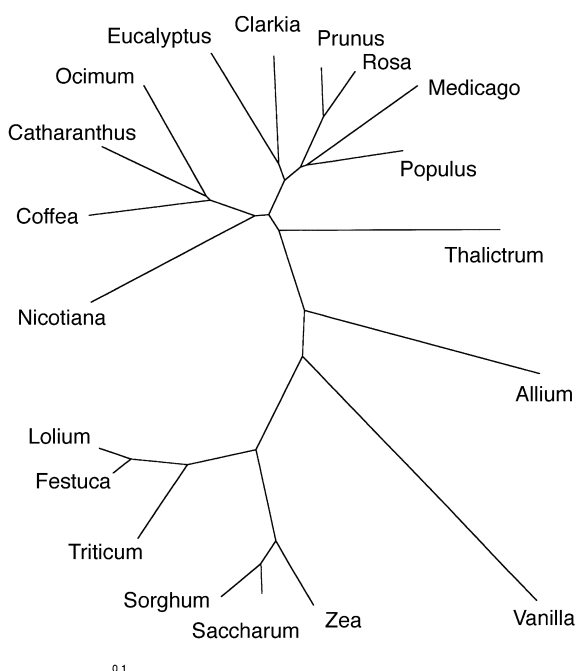 Clarkia
Eucalyptus
Prunus
Rosa
Ocimum
Medicago
Catharanthus
Populus
Coffea
Thalictrum
Nicotiana
Allium
Lolium
Festuca
Triticum
Sorghum
Saccharum
Zea
Vanilla
0.1